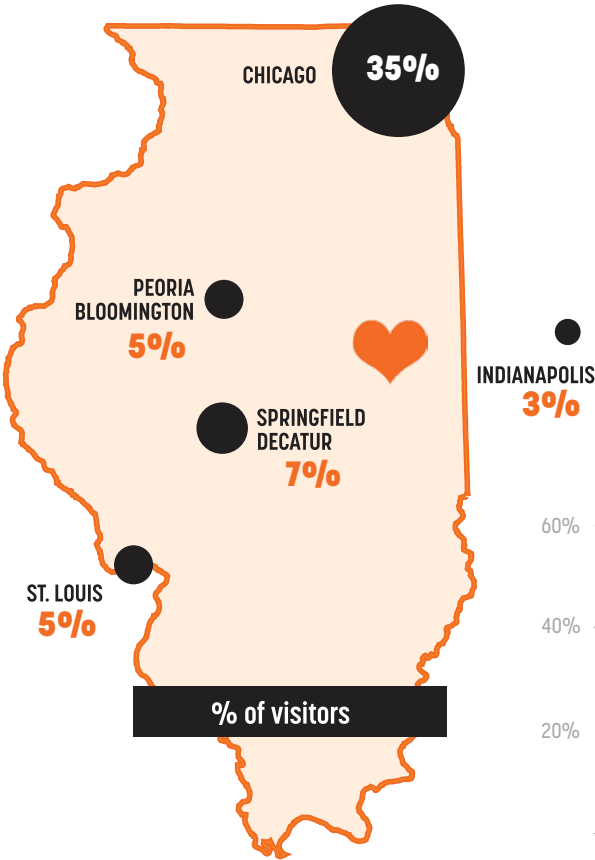 CHICAGO
35%
PEORIA
BLOOMINGTON
5%
INDIANAPOLIS
3%
SPRINGFIELD
DECATUR
7%
60%
ST. LOUIS
5%
40%
% of visitors
20%